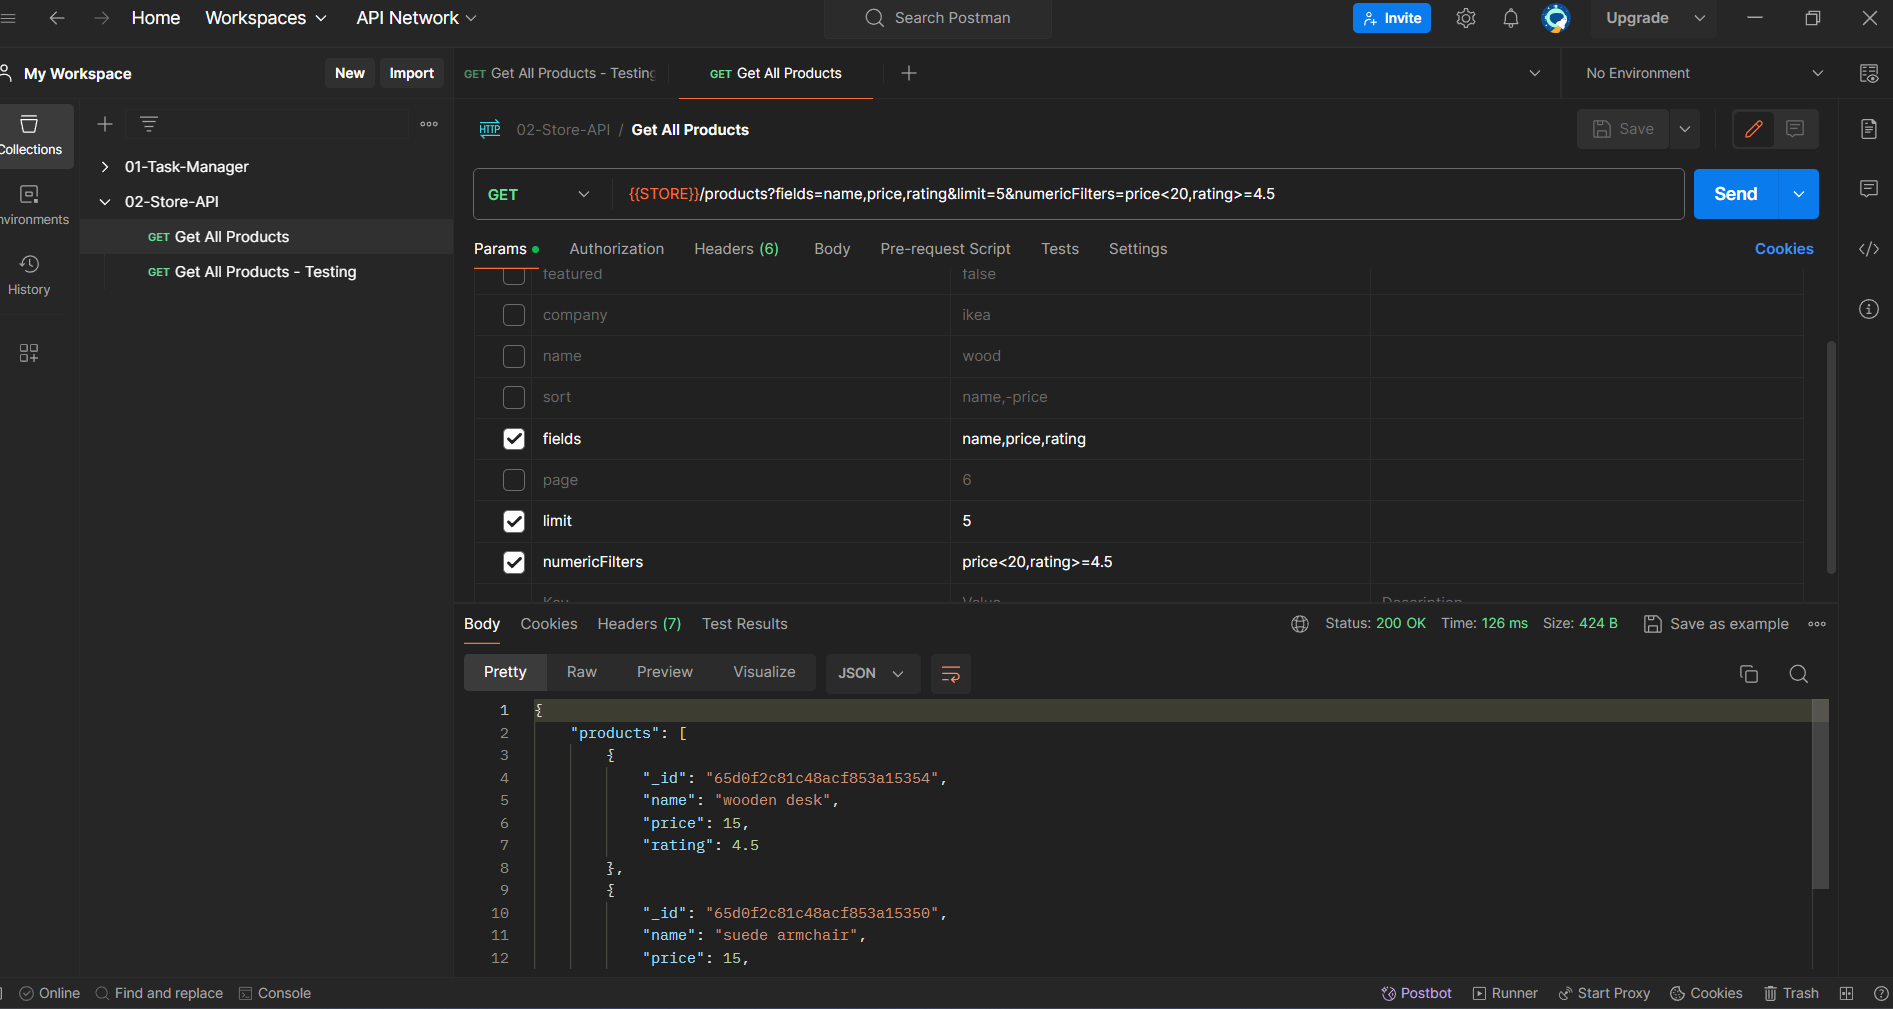 Home Workspaces API Network Search Postman Invite Upgrade
My Workspace New Import GET Get All Products - Testing GET Get All Products No Environment
Collections
nvironments
History
01-Task-Manager
02-Store-API
GET Get All Products
GET Get All Products - Testing
HTTP 02-Store-API / Get All Products Save
GET {{STORE}}/products?fields=name,price,rating&limit=5&numericFilters=price<20,rating>=4.5 Send
Params Authorization Headers (6) Body Pre-request Script Tests Settings Cookies
featured false
company ikea
name wood
sort name,-price
fields name,price,rating
page 6
limit 5
numericFilters price<20,rating>=4.5
Key Value Description
Body Cookies Headers (7) Test Results Status: 200 OK Time: 126 ms Size: 424 B Save as example
Pretty Raw Preview Visualize JSON
1 {
2 "products": [
3 {
4 "_id": "65d0f2c81c48acf853a15354",
5 "name": "wooden desk",
6 "price": 15,
7 "rating": 4.5
8 },
9 {
10 "_id": "65d0f2c81c48acf853a15350",
11 "name": "suede armchair",
12 "price": 15,
Online Find and replace Console Postbot Runner Start Proxy Cookies Trash